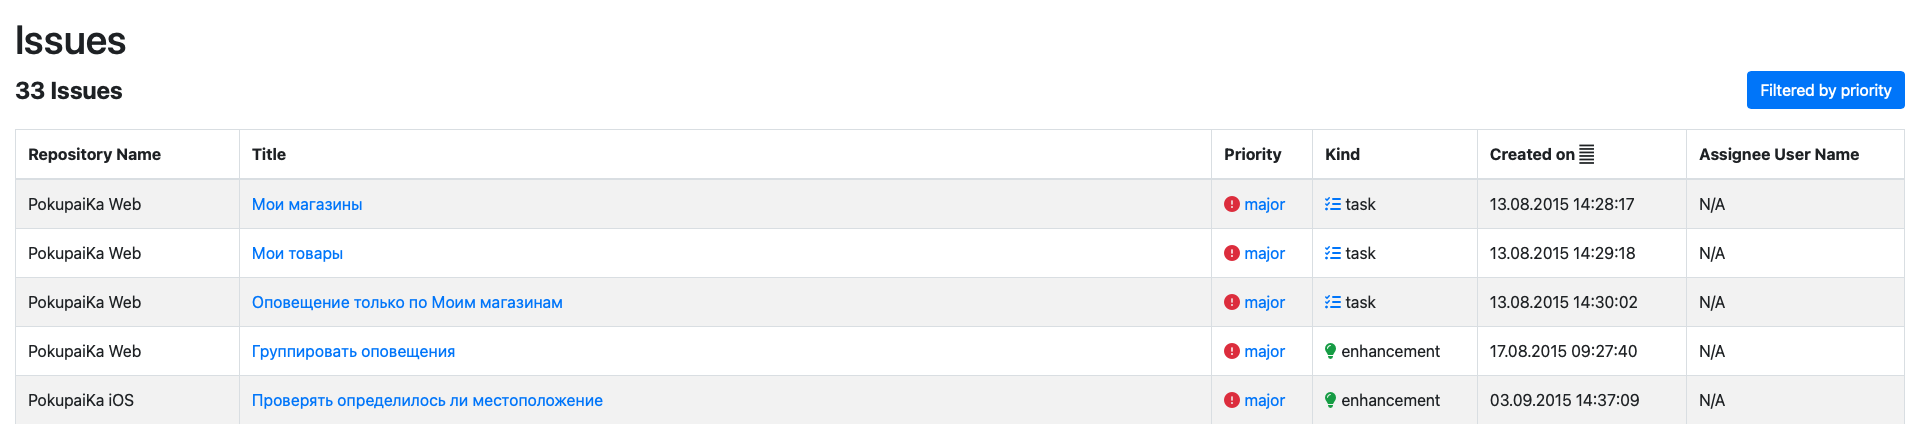 Issues
33 Issues
Filtered by priority
Repository Name Title Priority Kind Created on Assignee User Name
PokupaiKa Web Мои магазины major task 13.08.2015 14:28:17 N/A
PokupaiKa Web Мои товары major task 13.08.2015 14:29:18 N/A
PokupaiKa Web Оповещение только по Моим магазинам major task 13.08.2015 14:30:02 N/A
PokupaiKa Web Группировать оповещения major enhancement 17.08.2015 09:27:40 N/A
PokupaiKa iOS Проверять определилось ли местоположение major enhancement 03.09.2015 14:37:09 N/A